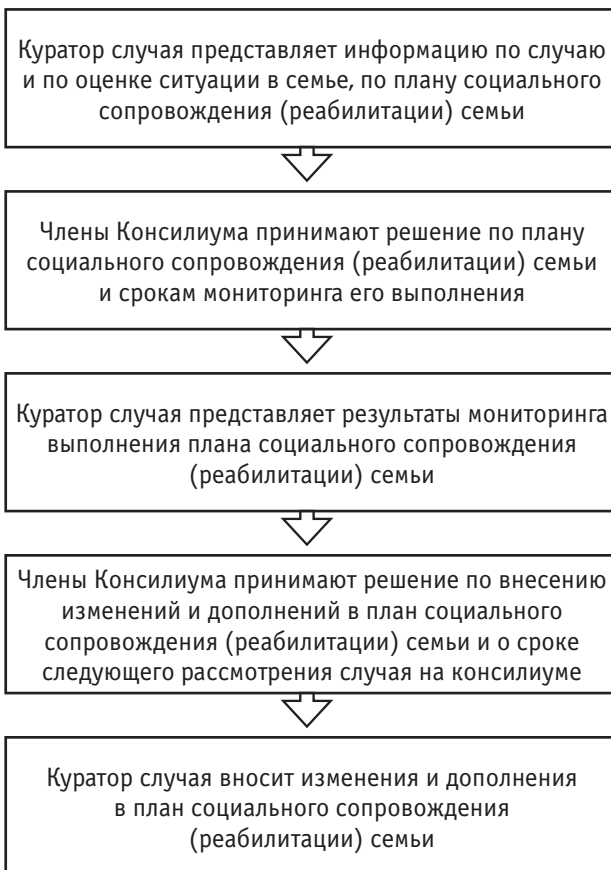 Куратор случая представляет информацию по случаю
и по оценке ситуации в семье, по плану социального
сопровождения (реабилитации) семьи
Члены Консилиума принимают решение по плану
социального сопровождения (реабилитации) семьи
и срокам мониторинга его выполнения
Куратор случая представляет результаты мониторинга
выполнения плана социального сопровождения
(реабилитации) семьи
Члены Консилиума принимают решение по внесению
изменений и дополнений в план социального
сопровождения (реабилитации) семьи и о сроке
следующего рассмотрения случая на консилиуме
Куратор случая вносит изменения и дополнения
в план социального сопровождения
(реабилитации) семьи